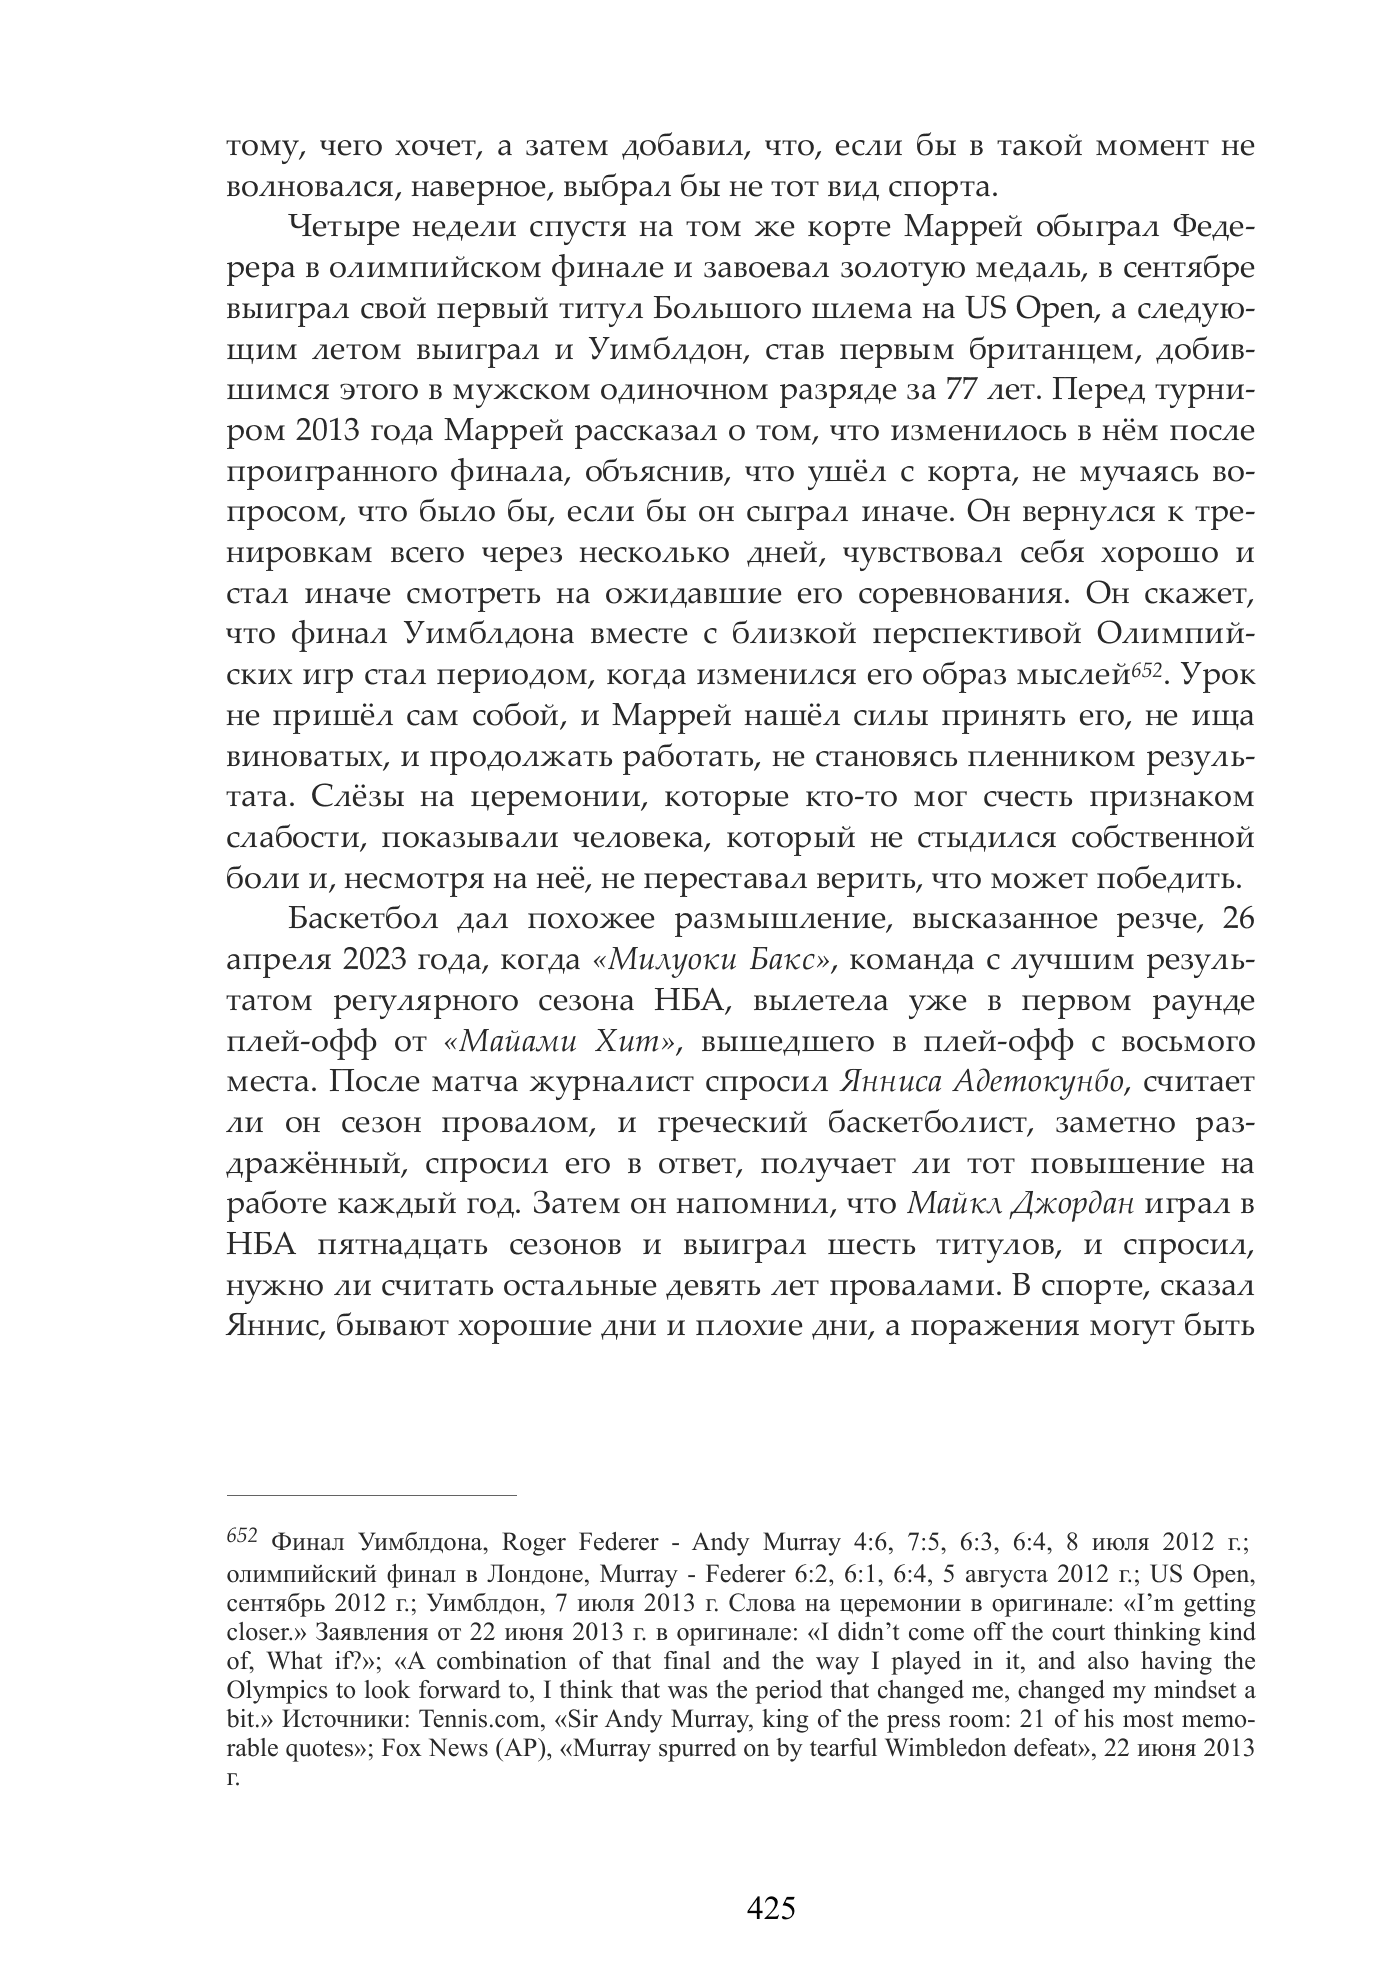 тому, чего хочет, а затем добавил, что, если бы в такой момент не
волновался, наверное, выбрал бы не тот вид спорта.
Четыре недели спустя на том же корте Маррей обыграл Феде-
рера в олимпийском финале и завоевал золотую медаль, в сентябре
выиграл свой первый титул Большого шлема на US Open, а следую-
щим летом выиграл и Уимблдон, став первым британцем, добив-
шимся этого в мужском одиночном разряде за 77 лет. Перед турни-
ром 2013 года Маррей рассказал о том, что изменилось в нём после
проигранного финала, объяснив, что ушёл с корта, не мучаясь во-
просом, что было бы, если бы он сыграл иначе. Он вернулся к тре-
нировкам всего через несколько дней, чувствовал себя хорошо и
стал иначе смотреть на ожидавшие его соревнования. Он скажет,
что финал Уимблдона вместе с близкой перспективой Олимпий-
ских игр стал периодом, когда изменился его образ мыслей652. Урок
не пришёл сам собой, и Маррей нашёл силы принять его, не ища
виноватых, и продолжать работать, не становясь пленником резуль-
тата. Слёзы на церемонии, которые кто-то мог счесть признаком
слабости, показывали человека, который не стыдился собственной
боли и, несмотря на неё, не переставал верить, что может победить.
Баскетбол дал похожее размышление, высказанное резче, 26
апреля 2023 года, когда «Милуоки Бакс», команда с лучшим резуль-
татом регулярного сезона НБА, вылетела уже в первом раунде
плей-офф от «Майами Хит», вышедшего в плей-офф с восьмого
места. После матча журналист спросил Янниса Адетокунбо, считает
ли он сезон провалом, и греческий баскетболист, заметно раз-
дражённый, спросил его в ответ, получает ли тот повышение на
работе каждый год. Затем он напомнил, что Майкл Джордан играл в
НБА пятнадцать сезонов и выиграл шесть титулов, и спросил,
нужно ли считать остальные девять лет провалами. В спорте, сказал
Яннис, бывают хорошие дни и плохие дни, а поражения могут быть
652 Финал Уимблдона, Roger Federer - Andy Murray 4:6, 7:5, 6:3, 6:4, 8 июля 2012 г.;
олимпийский финал в Лондоне, Murray - Federer 6:2, 6:1, 6:4, 5 августа 2012 г.; US Open,
сентябрь 2012 г.; Уимблдон, 7 июля 2013 г. Слова на церемонии в оригинале: «I’m getting
closer.» Заявления от 22 июня 2013 г. в оригинале: «I didn’t come off the court thinking kind
of, What if?»; «A combination of that final and the way I played in it, and also having the
Olympics to look forward to, I think that was the period that changed me, changed my mindset a
bit.» Источники: Tennis.com, «Sir Andy Murray, king of the press room: 21 of his most memo-
rable quotes»; Fox News (AP), «Murray spurred on by tearful Wimbledon defeat», 22 июня 2013
г.
425